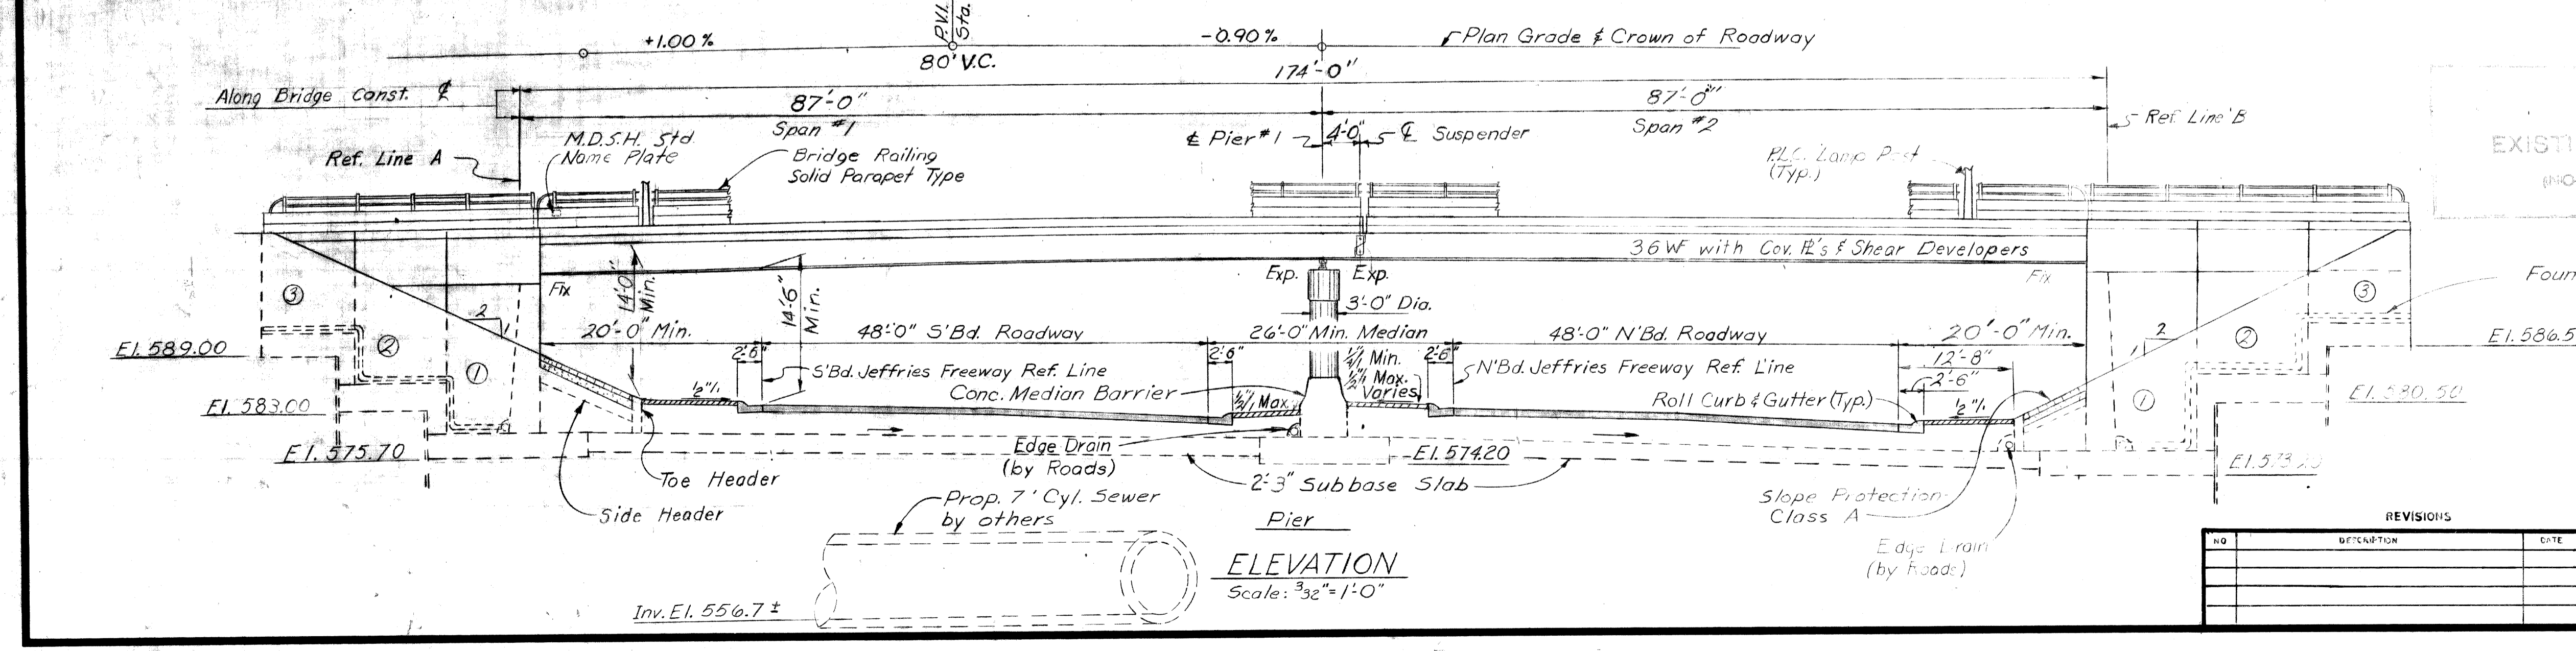 P.V.I.
Sta.
+1.00%
-0.90%
Plan Grade & Crown of Roadway
80' V.C.
174'-0"
Along Bridge Const. ℄
87'-0"
87'-0"
Span #1
Span #2
℄ Pier #1
4'-0"
℄ Suspender
Ref. Line B
M.D.S.H. Std.
Name Plate
Ref. Line A
Bridge Railing
Solid Parapet Type
P.L.C. Lamp Post
(Typ.)
EXISTI
36 WF with Cov. ℄'s & Shear Developers
Exp.
Exp.
Fix
Fix
14'-0"
Min.
14'-6"
Min.
3'-0" Dia.
Foun
3
3
2
1
20'-0" Min.
48'-0" S'Bd. Roadway
26'-0" Min. Median
48'-0" N'Bd. Roadway
20'-0" Min.
2
1
El. 589.00
2
2
El. 586.5
2'-6"
2'-6"
2'-6"
12'-8"
2'-6"
1
1
S'Bd. Jeffries Freeway Ref. Line
N'Bd. Jeffries Freeway Ref. Line
Min.
Max.
Varies
Conc. Median Barrier
Roll Curb & Gutter (Typ.)
El. 580.50
El. 583.00
Max.
Edge Drain
(by Roads)
El. 575.70
El. 574.20
Toe Header
2'-3" Subbase Slab
Side Header
Prop. 7' Cyl. Sewer
by others
Pier
Slope Protection
Class A
Edge Drain
(by Roads)
ELEVATION
Scale: 3/32"=1'-0"
Inv. El. 556.7±
REVISIONS
NO
DESCRIPTION
DATE